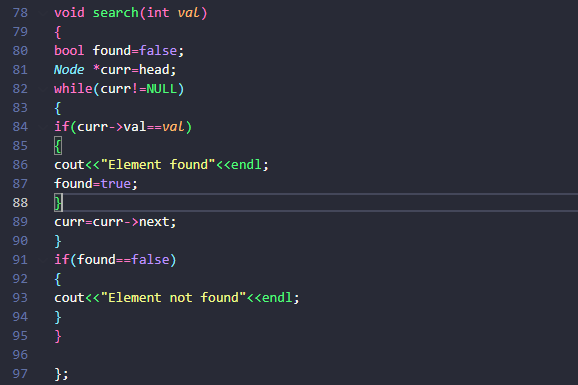 78 void search(int val)
79 {
80 bool found=false;
81 Node *curr=head;
82 while(curr!=NULL)
83 {
84 if(curr->val==val)
85 {
86 cout<<"Element found"<<endl;
87 found=true;
88 }
89 curr=curr->next;
90 }
91 if(found==false)
92 {
93 cout<<"Element not found"<<endl;
94 }
95 }
96
97 };